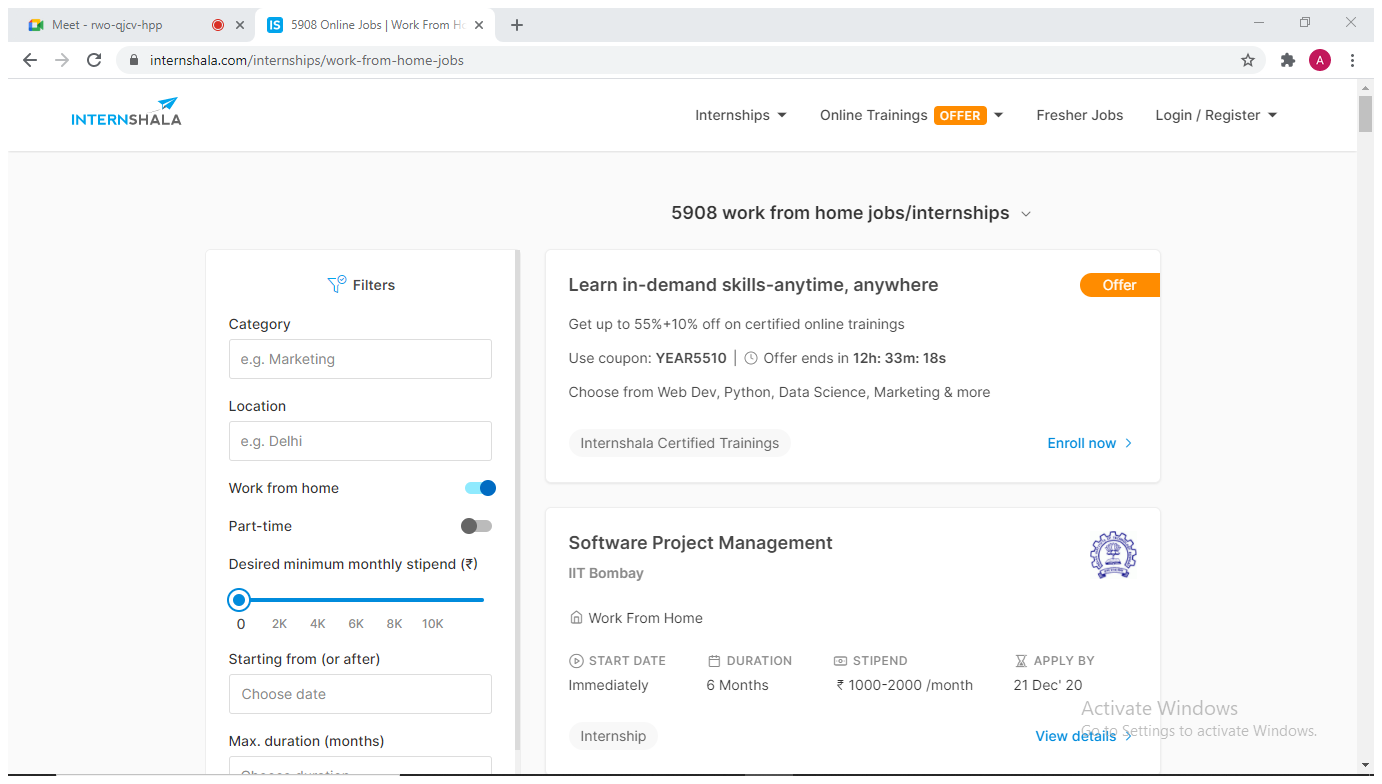 Meet - rwo-qjcv-hpp
IS 5908 Online Jobs | Work From Ho
internshala.com/internships/work-from-home-jobs
A
INTERNSHALA
Internships
Online Trainings OFFER
Fresher Jobs
Login / Register
5908 work from home jobs/internships
Filters
Category
e.g. Marketing
Location
e.g. Delhi
Work from home
Part-time
Desired minimum monthly stipend (₹)
0 2K 4K 6K 8K 10K
Starting from (or after)
Choose date
Max. duration (months)
Choose duration
Learn in-demand skills-anytime, anywhere
Offer
Get up to 55%+10% off on certified online trainings
Use coupon: YEAR5510 | Offer ends in 12h: 33m: 18s
Choose from Web Dev, Python, Data Science, Marketing & more
Internshala Certified Trainings
Enroll now
Software Project Management
IIT Bombay
Work From Home
START DATE DURATION STIPEND APPLY BY
Immediately 6 Months ₹ 1000-2000 /month 21 Dec' 20
Internship
View details
Activate Windows
Go to Settings to activate Windows.